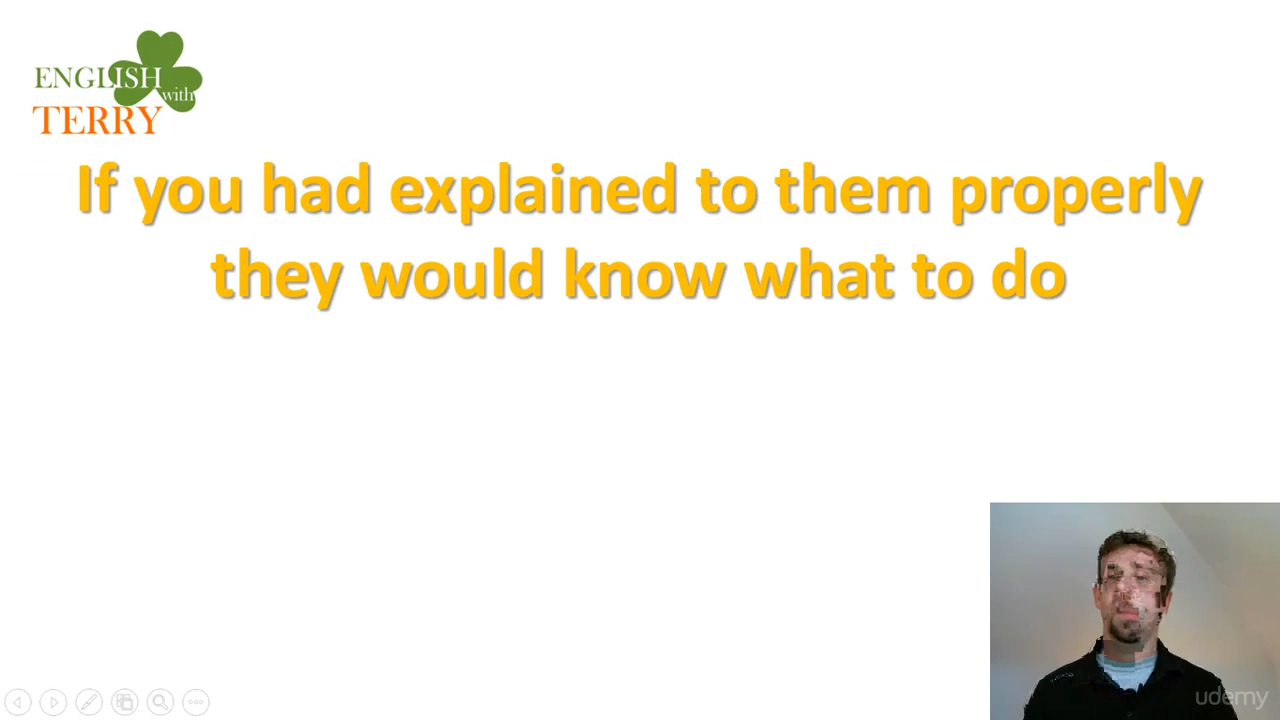 ENGLISH
with
TERRY
If you had explained to them properly
they would know what to do
udemy